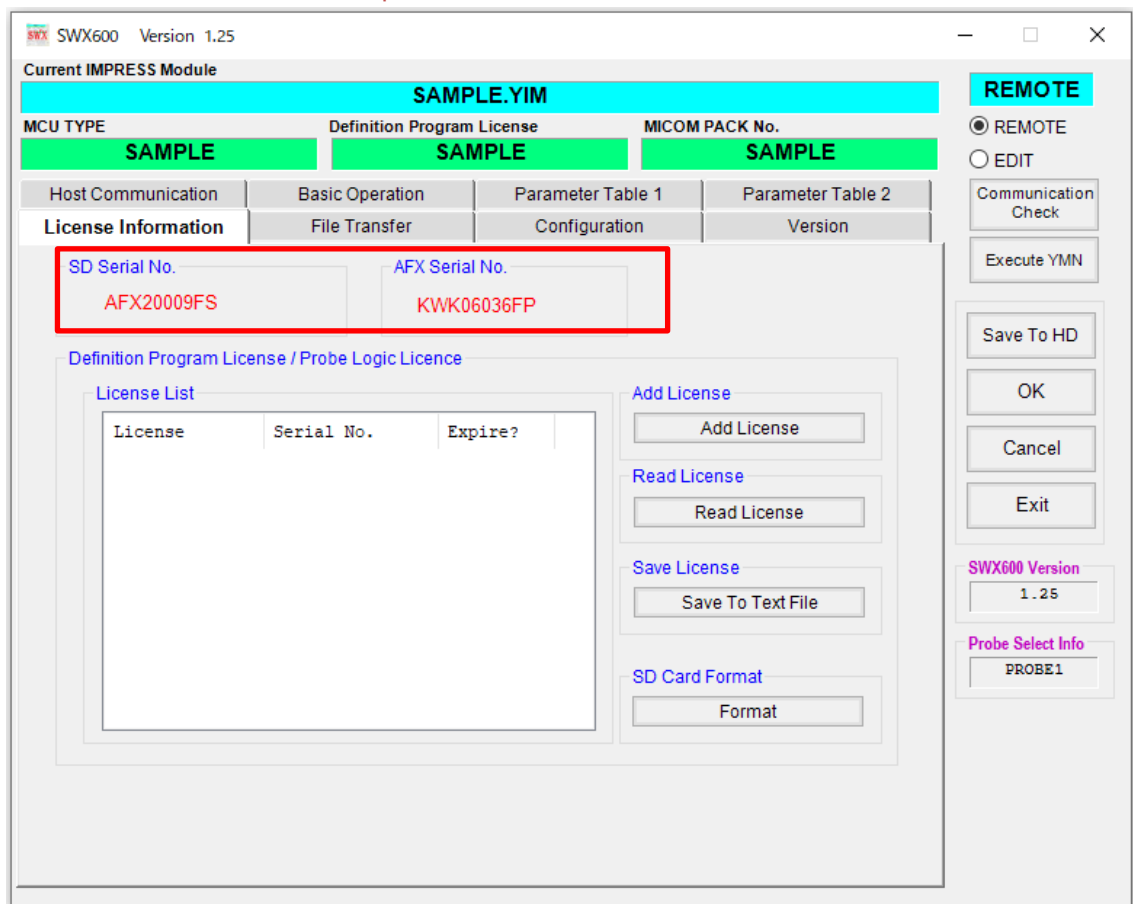 SWX SWX600 Version 1.25
Current IMPRESS Module
SAMPLE.YIM
MCU TYPE Definition Program License MICOM PACK No.
SAMPLE SAMPLE SAMPLE
Host Communication Basic Operation Parameter Table 1 Parameter Table 2
License Information File Transfer Configuration Version
SD Serial No. AFX Serial No.
AFX20009FS KWK06036FP
Definition Program License / Probe Logic Licence
License List
License Serial No. Expire?
Add License
Add License
Read License
Read License
Save License
Save To Text File
SD Card Format
Format
REMOTE
REMOTE
EDIT
Communication
Check
Execute YMN
Save To HD
OK
Cancel
Exit
SWX600 Version
1.25
Probe Select Info
PROBE1